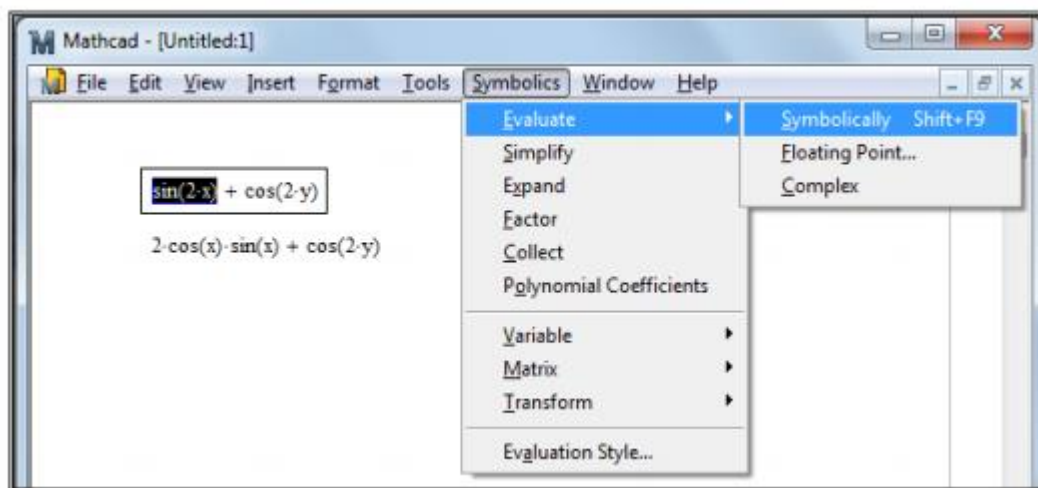 Mathcad - [Untitled:1]
File Edit View Insert Format Tools Symbolics Window Help
Evaluate
Symbolically Shift+F9
Simplify
Floating Point...
Expand
Complex
Factor
Collect
Polynomial Coefficients
Variable
Matrix
Transform
Evaluation Style...
sin(2·x) + cos(2·y)
2·cos(x)·sin(x) + cos(2·y)